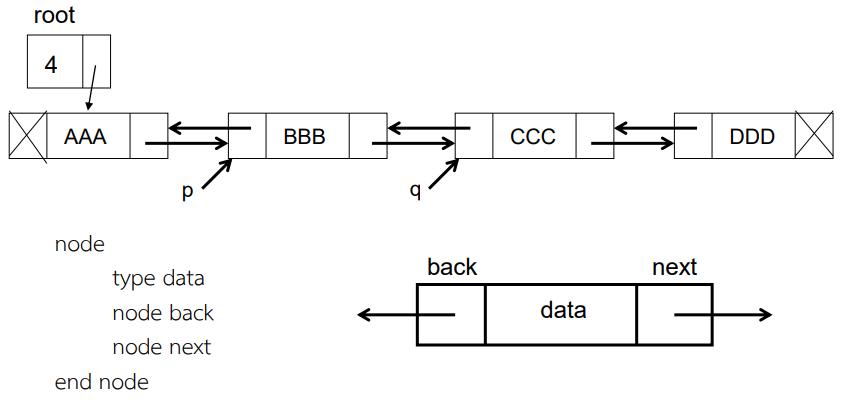 root
4
AAA BBB CCC DDD
p q
node
type data
node back
node next
end node
back next
data